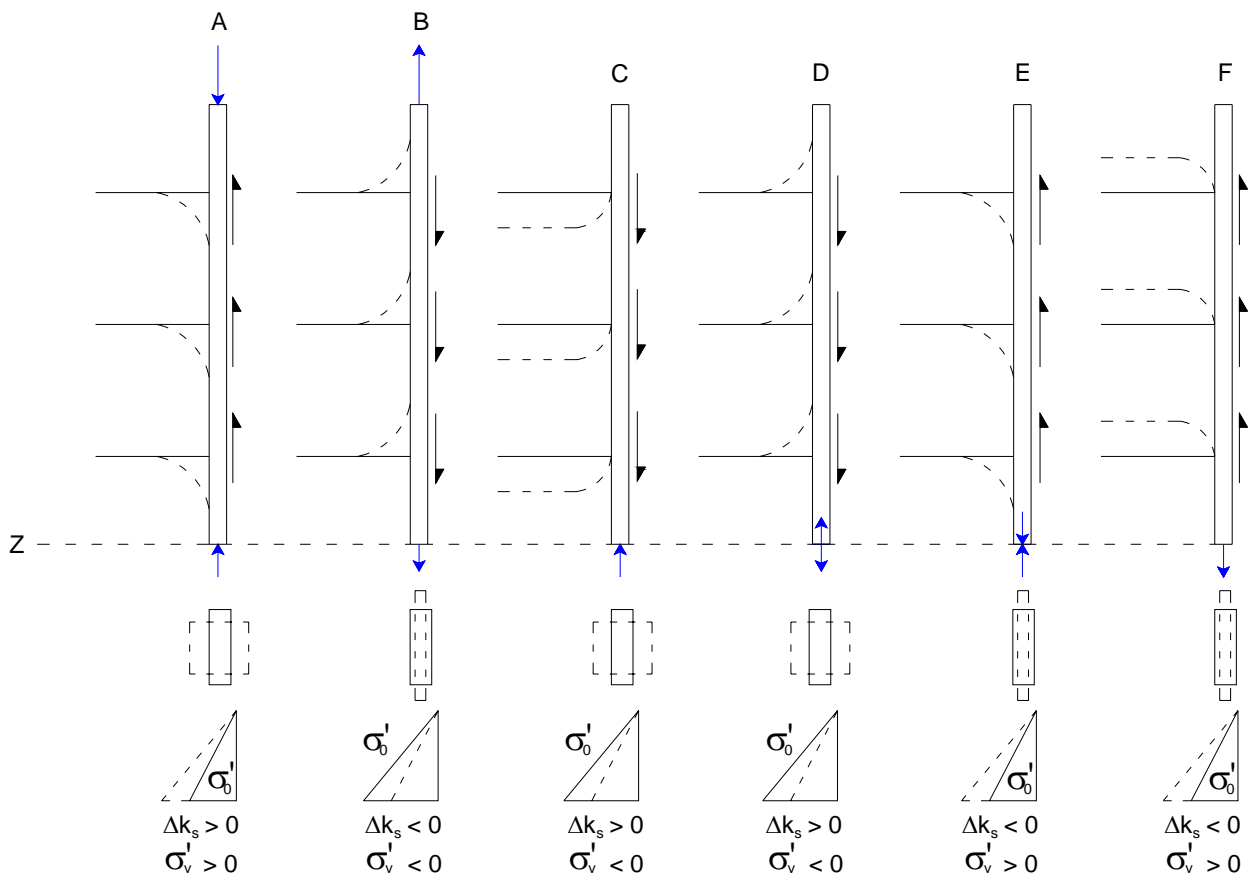 A B
C D E F
Z
σ'₀ σ'₀ σ'₀ σ'₀ σ'₀ σ'₀
Δkₛ > 0 Δkₛ < 0 Δkₛ > 0 Δkₛ > 0 Δkₛ < 0 Δkₛ < 0
σ'ᵥ > 0 σ'ᵥ < 0 σ'ᵥ < 0 σ'ᵥ < 0 σ'ᵥ > 0 σ'ᵥ > 0